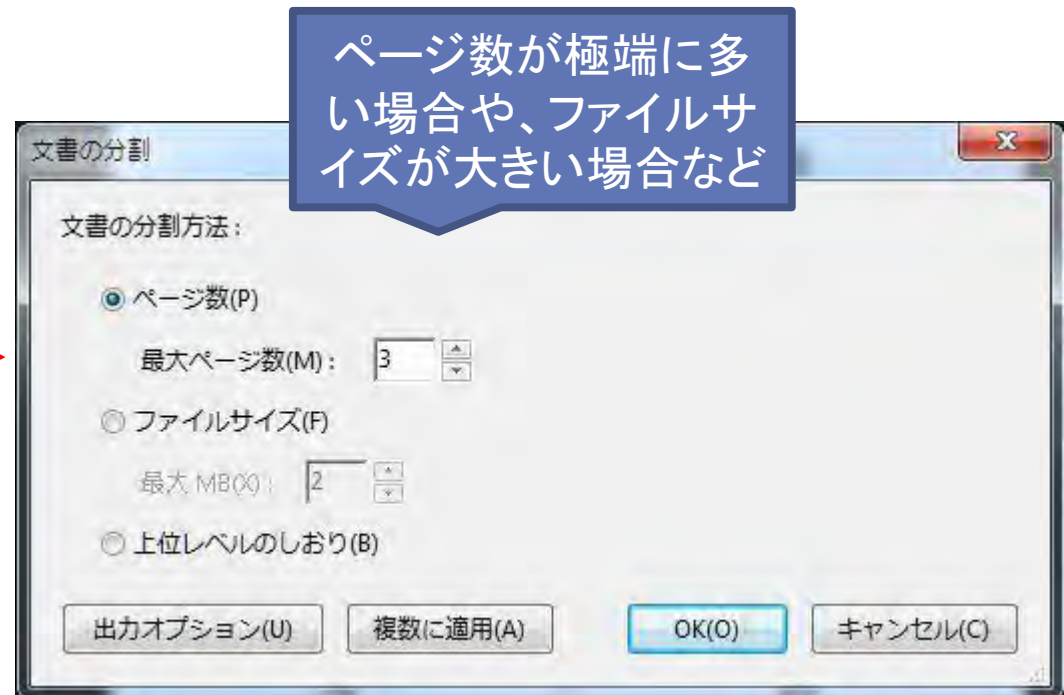 ページ数が極端に多
い場合や、ファイルサ
イズが大きい場合など
文書の分割
文書の分割方法:
ページ数(P)
最大ページ数(M): 3
ファイルサイズ(F)
最大 MB(X): 2
上位レベルのしおり(B)
出力オプション(U) 複数に適用(A) OK(O) キャンセル(C)